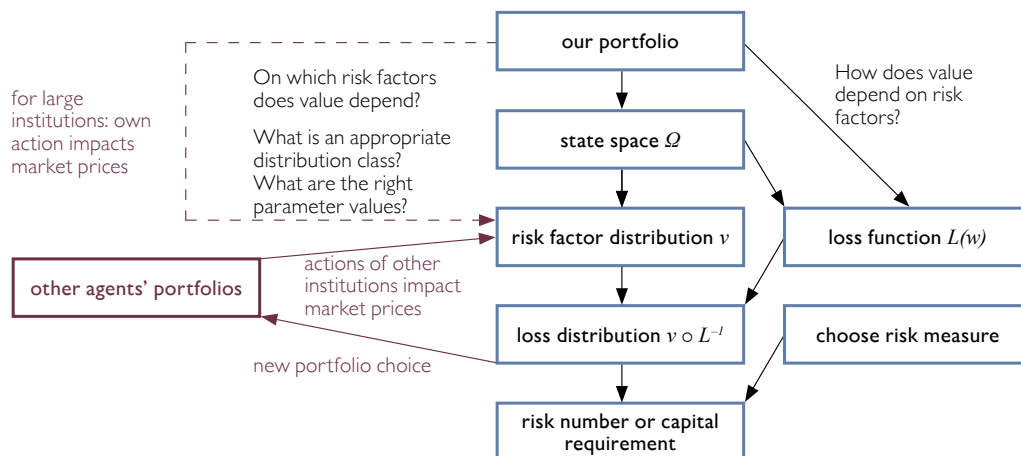 our portfolio
On which risk factors
does value depend?
How does value
depend on risk
factors?
for large
institutions: own
action impacts
market prices
What is an appropriate
distribution class?
What are the right
parameter values?
state space Ω
risk factor distribution ν
loss function L(w)
other agents’ portfolios
actions of other
institutions impact
market prices
loss distribution ν ○ L⁻¹
choose risk measure
new portfolio choice
risk number or capital
requirement